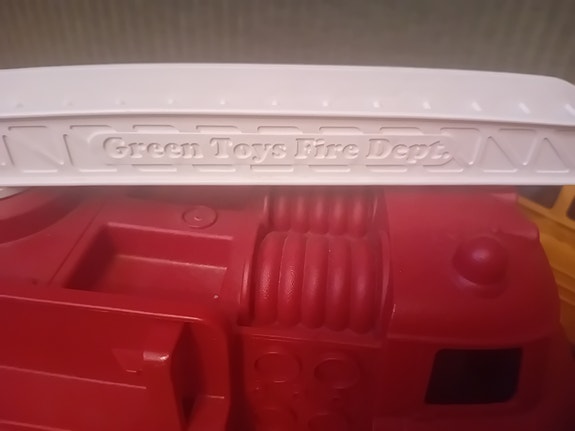 Green Toys Fire Dept.